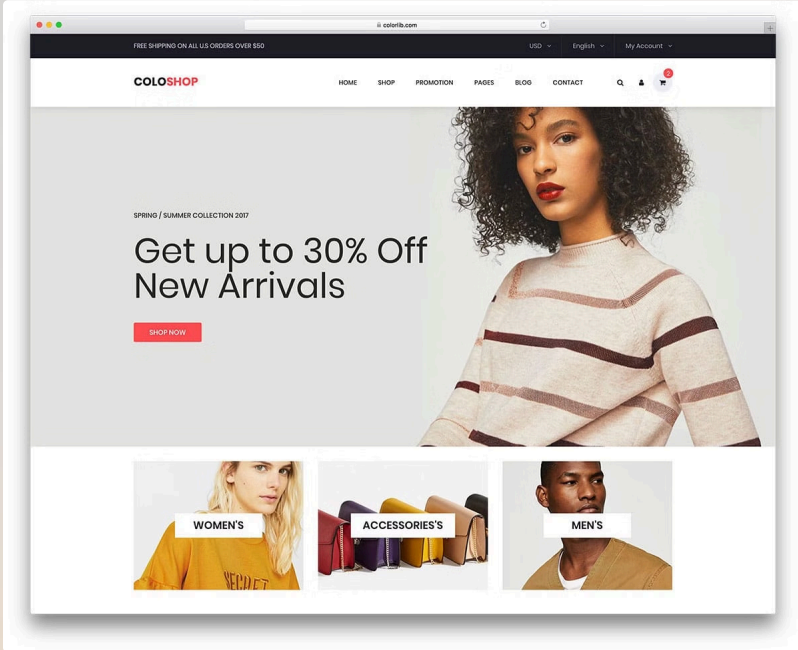 colorlib.com
FREE SHIPPING ON ALL U.S ORDERS OVER $50
USD
English
My Account
COLOSHOP
HOME
SHOP
PROMOTION
PAGES
BLOG
CONTACT
2
SPRING / SUMMER COLLECTION 2017
Get up to 30% Off
New Arrivals
SHOP NOW
WOMEN'S
ACCESSORIES'S
MEN'S
SECRET